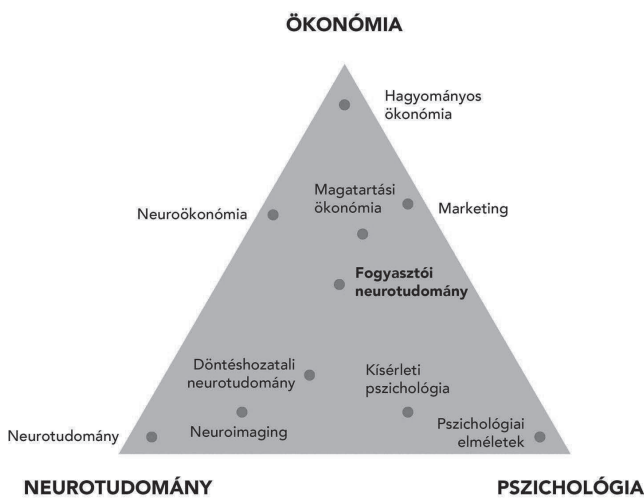 ÖKONÓMIA
Hagyományos
ökonómia
Magatartási
ökonómia
Neuroökonómia
Marketing
Fogyasztói
neurotudomány
Döntéshozatali
neurotudomány
Kísérleti
pszichológia
Neuroimaging
Neurotudomány
Pszichológiai
elméletek
NEUROTUDOMÁNY
PSZICHOLÓGIA